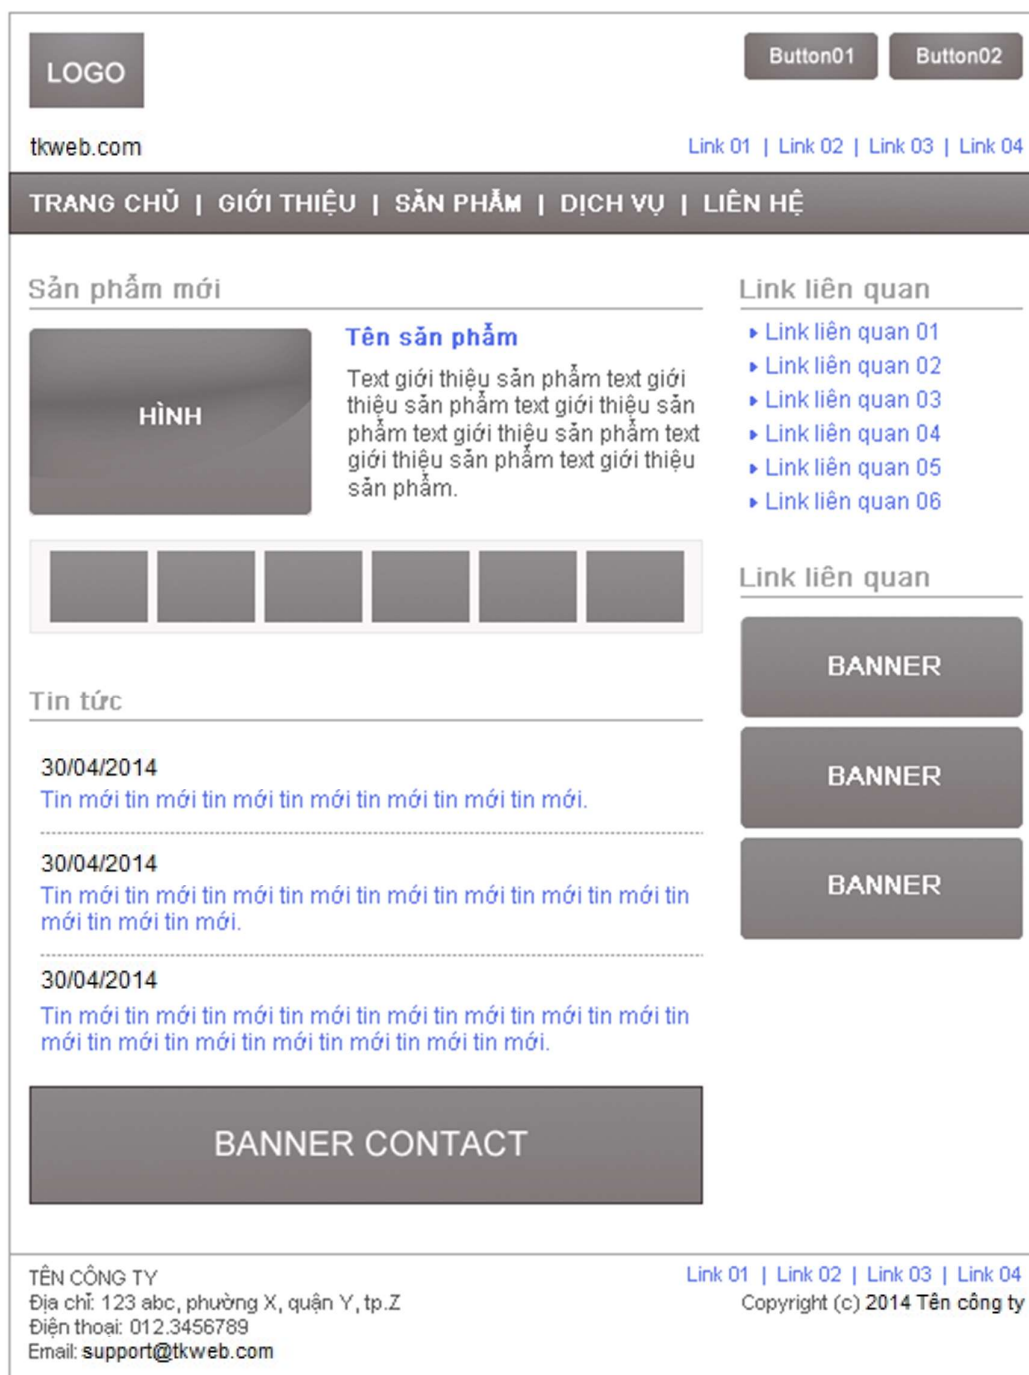 LOGO
Button01
Button02
tkweb.com
Link 01 | Link 02 | Link 03 | Link 04
TRANG CHỦ | GIỚI THIỆU | SẢN PHẨM | DỊCH VỤ | LIÊN HỆ
Sản phẩm mới
HÌNH
Tên sản phẩm
Text giới thiệu sản phẩm text giới
thiệu sản phẩm text giới thiệu sản
phẩm text giới thiệu sản phẩm text
giới thiệu sản phẩm text giới thiệu
sản phẩm.
Tin tức
30/04/2014
Tin mới tin mới tin mới tin mới tin mới tin mới tin mới.
30/04/2014
Tin mới tin mới tin mới tin mới tin mới tin mới tin mới tin mới tin
mới tin mới tin mới.
30/04/2014
Tin mới tin mới tin mới tin mới tin mới tin mới tin mới tin mới tin
mới tin mới tin mới tin mới tin mới tin mới tin mới.
BANNER CONTACT
Link liên quan
Link liên quan 01
Link liên quan 02
Link liên quan 03
Link liên quan 04
Link liên quan 05
Link liên quan 06
Link liên quan
BANNER
BANNER
BANNER
TÊN CÔNG TY
Địa chỉ: 123 abc, phường X, quận Y, tp.Z
Điện thoại: 012.3456789
Email: support@tkweb.com
Link 01 | Link 02 | Link 03 | Link 04
Copyright (c) 2014 Tên công ty